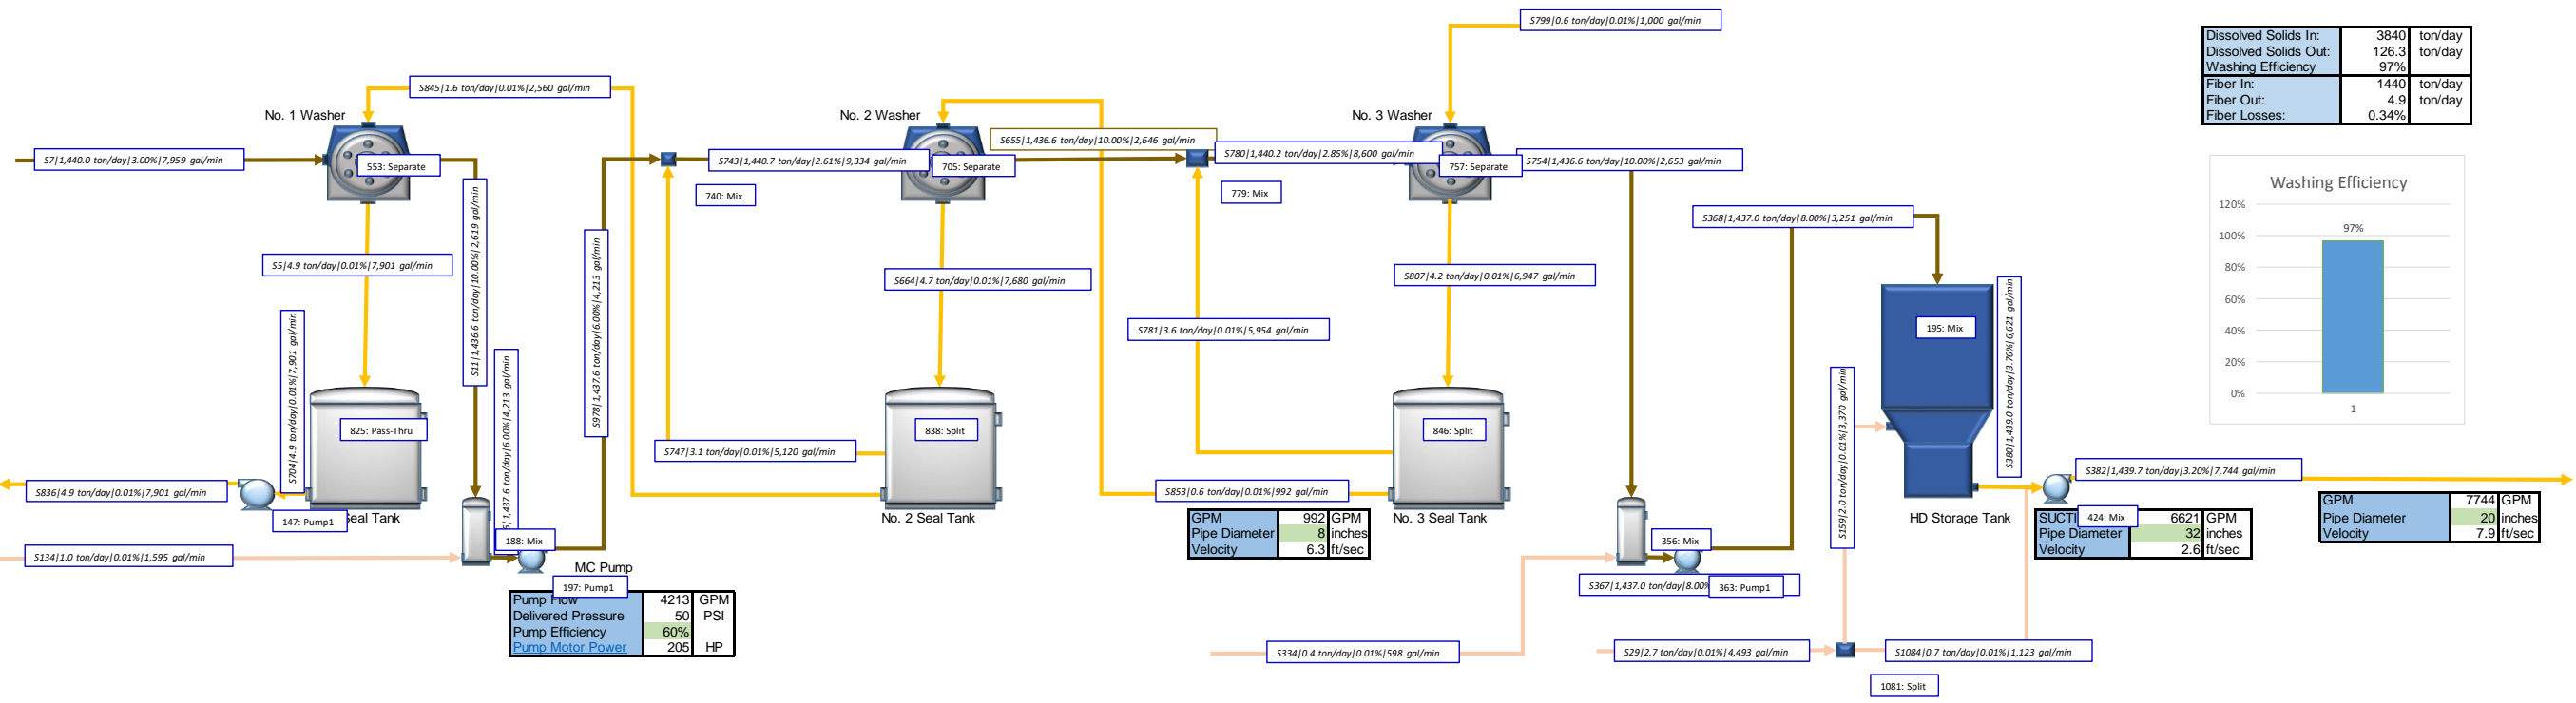 S799|0.6 ton/day|0.01%|1,000 gal/min
Dissolved Solids In: 3840 ton/day
Dissolved Solids Out: 126.3 ton/day
Washing Efficiency 97%
Fiber In: 1440 ton/day
Fiber Out: 4.9 ton/day
Fiber Losses: 0.34%
S845|1.6 ton/day|0.01%|2,560 gal/min
No. 1 Washer
No. 2 Washer
No. 3 Washer
S7|1,440.0 ton/day|3.00%|7,959 gal/min
553: Separate
S743|1,440.7 ton/day|2.61%|9,334 gal/min
S655|1,436.6 ton/day|10.00%|2,646 gal/min
705: Separate
S780|1,440.2 ton/day|2.85%|8,600 gal/min
757: Separate
S754|1,436.6 ton/day|10.00%|2,653 gal/min
740: Mix
779: Mix
S11|1,436.6 ton/day|10.00%|2,619 gal/min
S978|1,437.6 ton/day|6.00%|4,213 gal/min
S368|1,437.0 ton/day|8.00%|3,251 gal/min
Washing Efficiency
120%
100%
80%
60%
40%
20%
0%
97%
1
S5|4.9 ton/day|0.01%|7,901 gal/min
S664|4.7 ton/day|0.01%|7,680 gal/min
S807|4.2 ton/day|0.01%|6,947 gal/min
S781|3.6 ton/day|0.01%|5,954 gal/min
195: Mix
S380|1,439.0 ton/day|3.76%|6,621 gal/min
S704|4.9 ton/day|0.01%|7,901 gal/min
|1,437.6 ton/day|6.00%|4,213 gal/min
S159|2.0 ton/day|0.01%|3,370 gal/min
825: Pass-Thru
838: Split
846: Split
S747|3.1 ton/day|0.01%|5,120 gal/min
S836|4.9 ton/day|0.01%|7,901 gal/min
S853|0.6 ton/day|0.01%|992 gal/min
S382|1,439.7 ton/day|3.20%|7,744 gal/min
147: Pump1
Seal Tank
No. 2 Seal Tank
No. 3 Seal Tank
HD Storage Tank
GPM 992 GPM
Pipe Diameter 8 inches
Velocity 6.3 ft/sec
424: Mix
6621 GPM
Pipe Diameter 32 inches
Velocity 2.6 ft/sec
GPM 7744 GPM
Pipe Diameter 20 inches
Velocity 7.9 ft/sec
S134|1.0 ton/day|0.01%|1,595 gal/min
188: Mix
356: Mix
MC Pump
197: Pump1
Pump Flow 4213 GPM
Delivered Pressure 50 PSI
Pump Efficiency 60%
Pump Motor Power 205 HP
S367|1,437.0 ton/day|8.00%
363: Pump1
S334|0.4 ton/day|0.01%|598 gal/min
S29|2.7 ton/day|0.01%|4,493 gal/min
S1084|0.7 ton/day|0.01%|1,123 gal/min
1081: Split